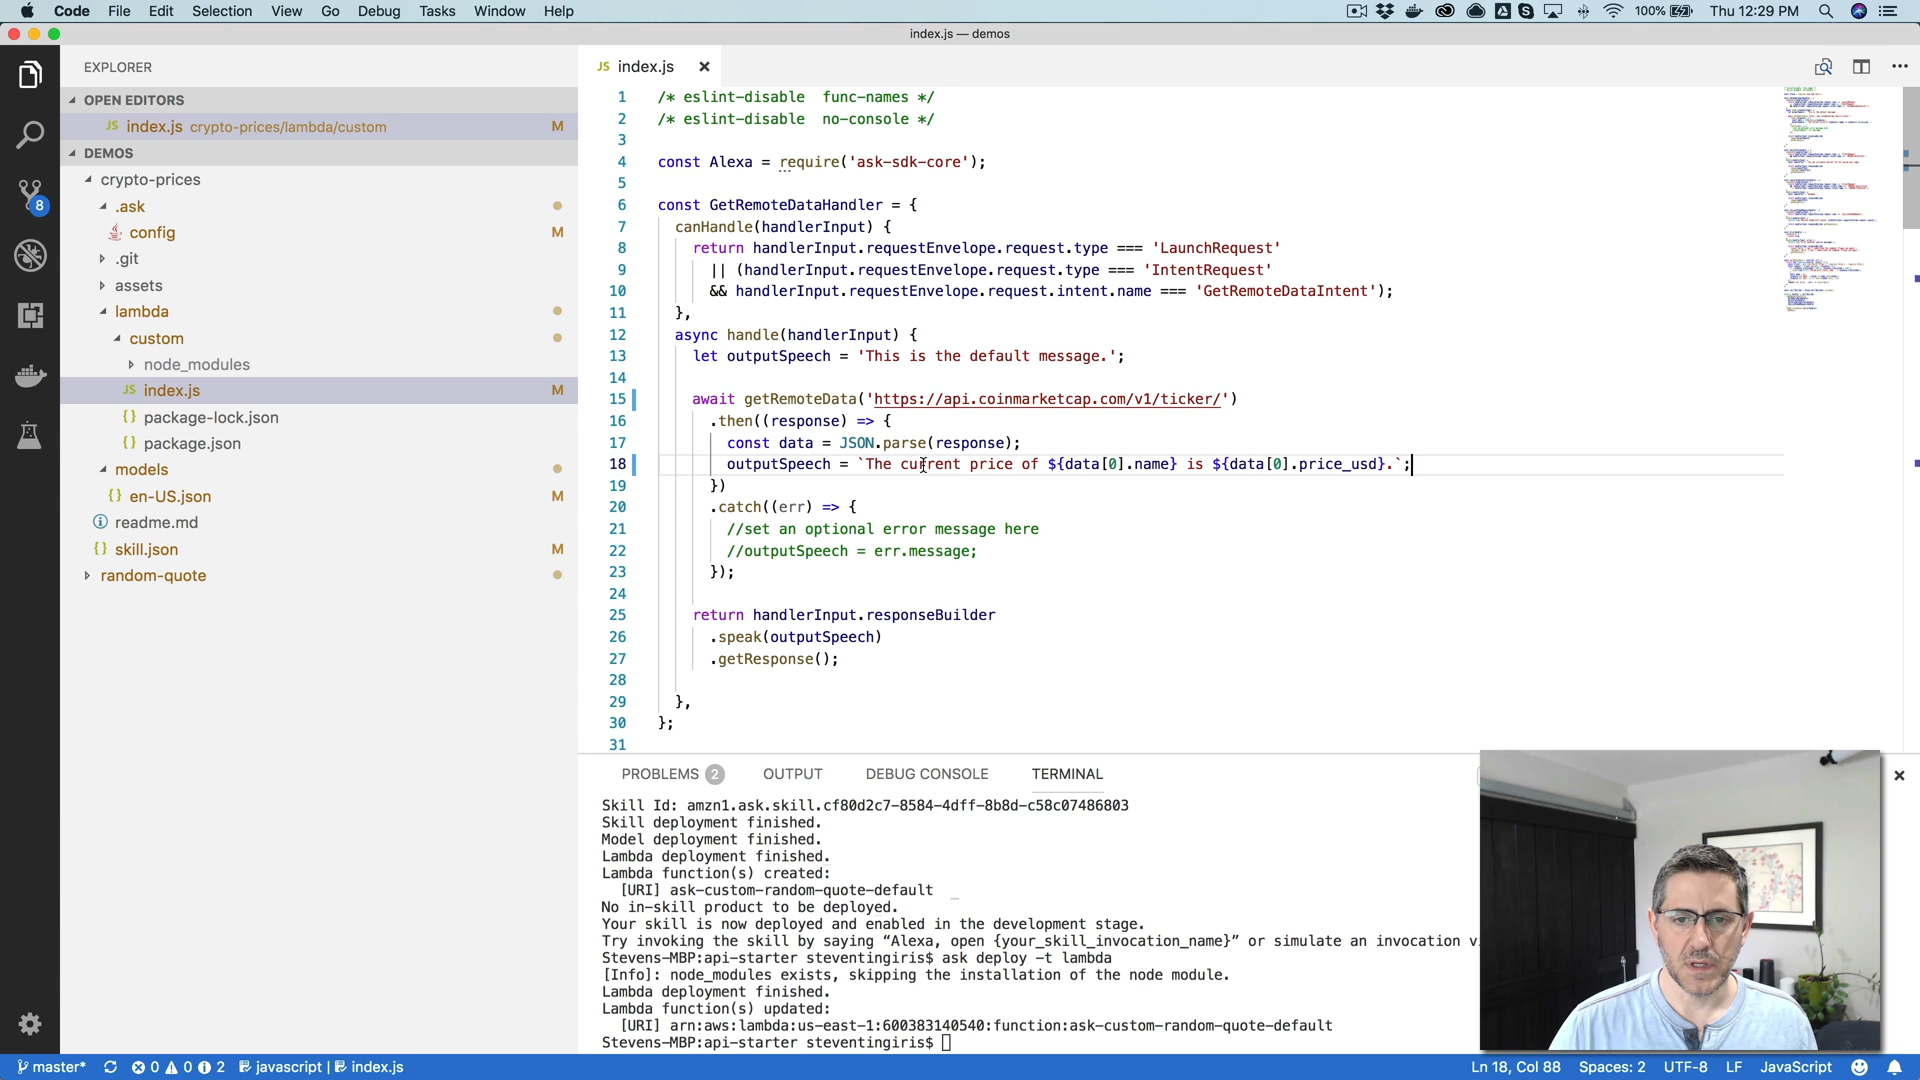 Code File Edit Selection View Go Debug Tasks Window Help
100% Thu 12:29 PM
index.js — demos
EXPLORER
OPEN EDITORS
JS index.js crypto-prices/lambda/custom M
DEMOS
crypto-prices
.ask
config M
.git
assets
lambda
custom
node_modules
JS index.js M
{} package-lock.json
{} package.json
models
{} en-US.json M
readme.md
{} skill.json M
random-quote
8
JS index.js
1 /* eslint-disable  func-names */
2 /* eslint-disable  no-console */
3
4 const Alexa = require('ask-sdk-core');
5
6 const GetRemoteDataHandler = {
7 canHandle(handlerInput) {
8 return handlerInput.requestEnvelope.request.type === 'LaunchRequest'
9 || (handlerInput.requestEnvelope.request.type === 'IntentRequest'
10 && handlerInput.requestEnvelope.request.intent.name === 'GetRemoteDataIntent');
11 },
12 async handle(handlerInput) {
13 let outputSpeech = 'This is the default message.';
14
15 await getRemoteData('https://api.coinmarketcap.com/v1/ticker/')
16 .then((response) => {
17 const data = JSON.parse(response);
18 outputSpeech = `The current price of ${data[0].name} is ${data[0].price_usd}.`;
19 })
20 .catch((err) => {
21 //set an optional error message here
22 //outputSpeech = err.message;
23 });
24
25 return handlerInput.responseBuilder
26 .speak(outputSpeech)
27 .getResponse();
28
29 },
30 };
31
PROBLEMS 2 OUTPUT DEBUG CONSOLE TERMINAL
Skill Id: amzn1.ask.skill.cf80d2c7-8584-4dff-8b8d-c58c07486803
Skill deployment finished.
Model deployment finished.
Lambda deployment finished.
Lambda function(s) created:
[URI] ask-custom-random-quote-default
No in-skill product to be deployed.
Your skill is now deployed and enabled in the development stage.
Try invoking the skill by saying “Alexa, open {your_skill_invocation_name}” or simulate an invocation v
Stevens-MBP:api-starter steventingiris$ ask deploy -t lambda
[Info]: node_modules exists, skipping the installation of the node module.
Lambda deployment finished.
Lambda function(s) updated:
[URI] arn:aws:lambda:us-east-1:600383140540:function:ask-custom-random-quote-default
Stevens-MBP:api-starter steventingiris$
master* 0 0 2 javascript | index.js Ln 18, Col 88 Spaces: 2 UTF-8 LF JavaScript